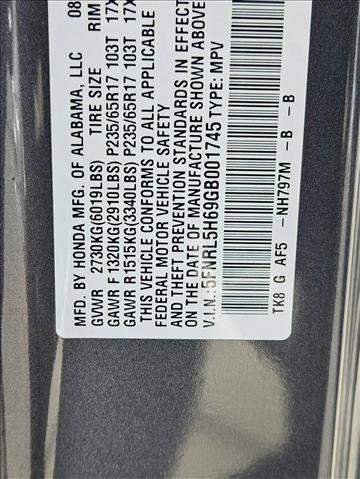 MFD. BY HONDA MFG. OF ALABAMA, LLC 08
GVWR 2730KG(6019LBS) TIRE SIZE RIM
GAWR F 1320KG(2910LBS) P235/65R17 103T 17X
GAWR R 1515KG(3340LBS) P235/65R17 103T 17X
THIS VEHICLE CONFORMS TO ALL APPLICABLE
FEDERAL MOTOR VEHICLE SAFETY
AND THEFT PREVENTION STANDARDS IN EFFECT
ON THE DATE OF MANUFACTURE SHOWN ABOVE.
V.I.N.:5FNRL5H69GB001745 TYPE: MPV
TK8 G AF5 -NH797M -B -B